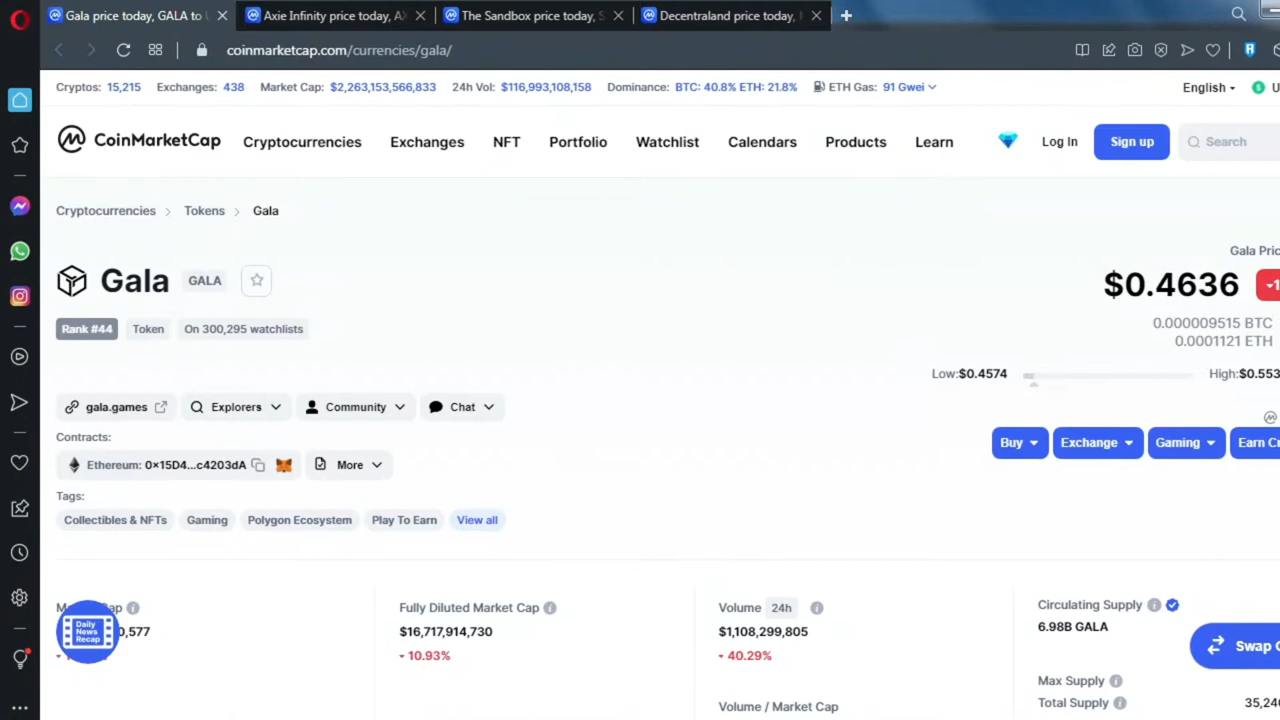 Gala price today, GALA to
Axie Infinity price today, A
The Sandbox price today, S
Decentraland price today,
coinmarketcap.com/currencies/gala/
Cryptos: 15,215 Exchanges: 438 Market Cap: $2,263,153,566,833 24h Vol: $116,993,108,158 Dominance: BTC: 40.8% ETH: 21.8% ETH Gas: 91 Gwei
English
CoinMarketCap Cryptocurrencies Exchanges NFT Portfolio Watchlist Calendars Products Learn Log In Sign up Search
Cryptocurrencies Tokens Gala
Gala GALA
Rank #44 Token On 300,295 watchlists
gala.games Explorers Community Chat
Contracts:
Ethereum: 0x15D4...c4203dA More
Tags:
Collectibles & NFTs Gaming Polygon Ecosystem Play To Earn View all
Gala Pric
$0.4636 -1
0.000009515 BTC
0.0001121 ETH
Low:$0.4574 High:$0.553
Buy Exchange Gaming Earn Cr
Daily
News
Recap
0,577
Fully Diluted Market Cap
$16,717,914,730
10.93%
Volume 24h
$1,108,299,805
40.29%
Volume / Market Cap
Circulating Supply
6.98B GALA
Swap
Max Supply
Total Supply 35,24